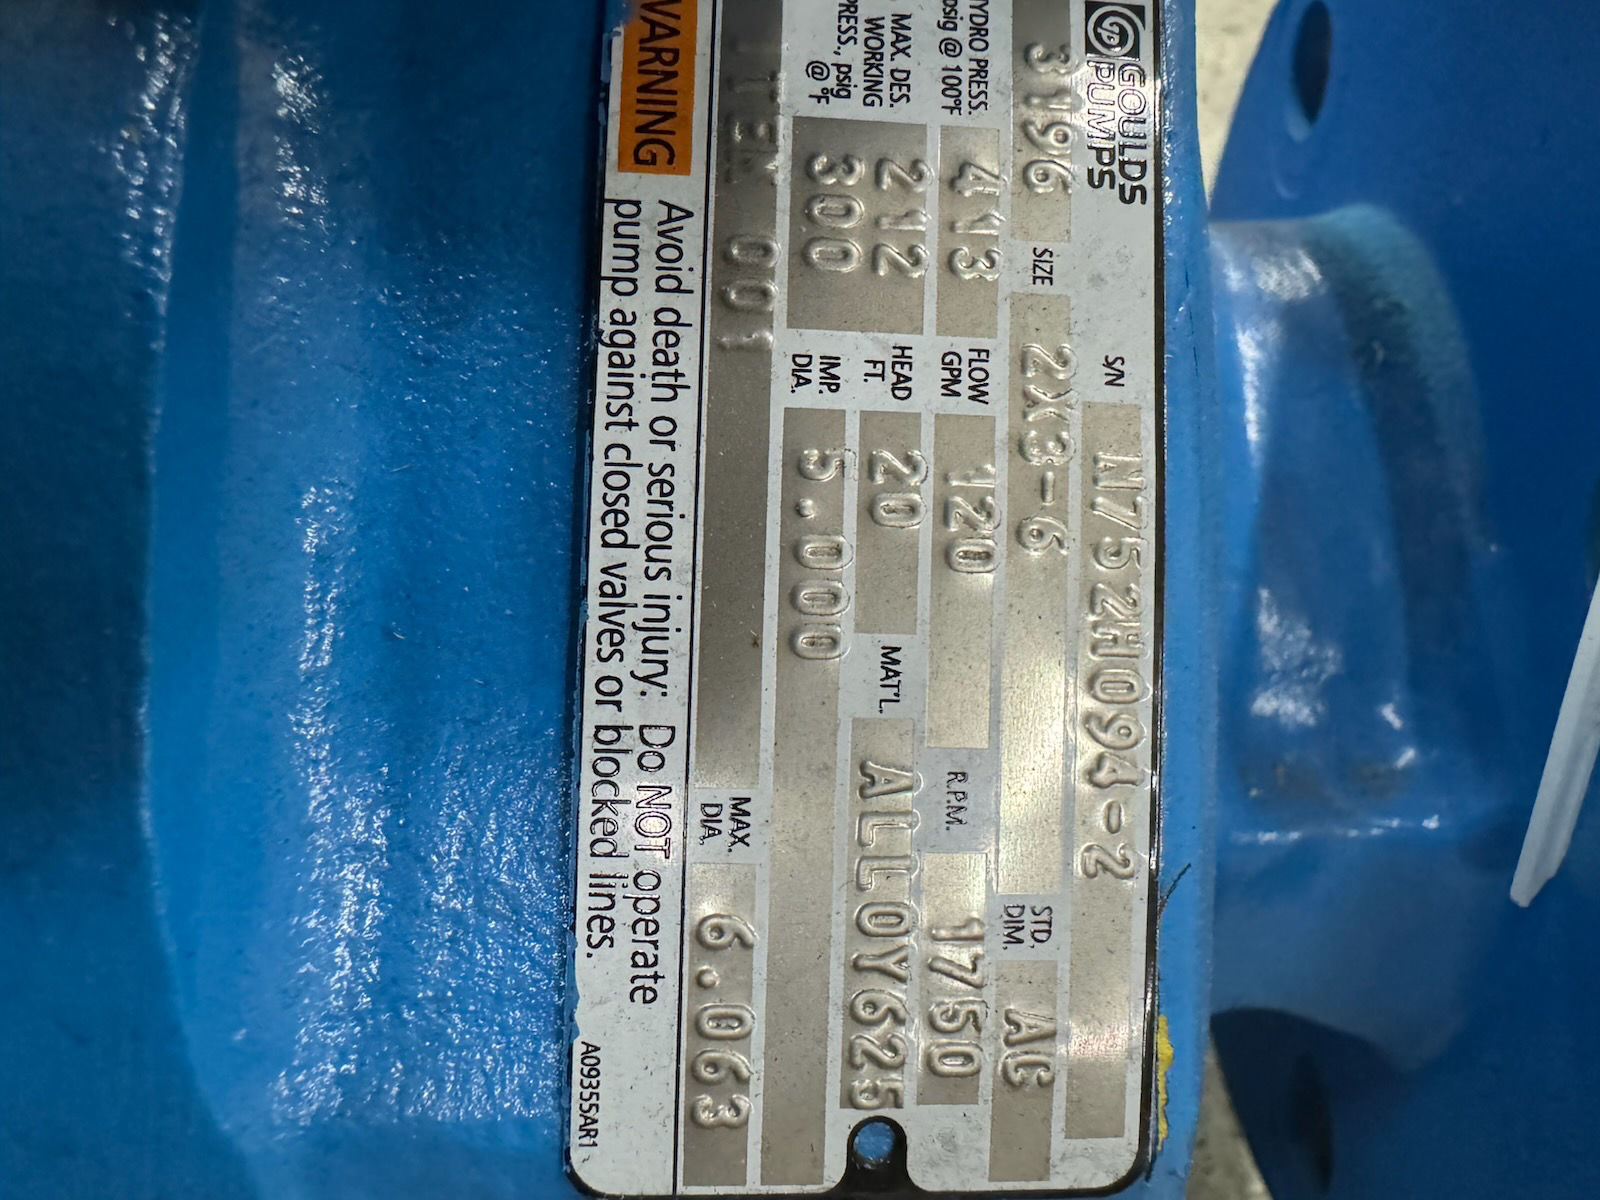 GOULDS PUMPS S/N N752H094-2
3196 SIZE 2X3-6 STD. DIM. AC
HYDRO PRESS. psig @ 100°F 413 FLOW GPM 120 R.P.M. 1750
MAX. DES. WORKING PRESS., psig @ °F 212 300 HEAD FT. 20 MAT'L. ALLOY625
IMP. DIA. 5.000
ITEM 001 MAX. DIA. 6.063
WARNING Avoid death or serious injury: Do NOT operate
pump against closed valves or blocked lines.
A09355AR1